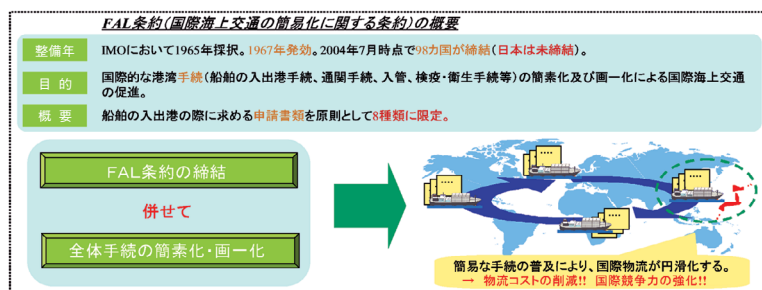 FAL条約(国際海上交通の簡易化に関する条約)の概要
整備年
IMOにおいて1965年採択。1967年発効。2004年7月時点で98カ国が締結(日本は未締結)。
目 的
国際的な港湾手続(船舶の入出港手続、通関手続、入管、検疫・衛生手続等)の簡素化及び画一化による国際海上交通
の促進。
概 要
船舶の入出港の際に求める申請書類を原則として8種類に限定。
FAL条約の締結
併せて
全体手続の簡素化・画一化
簡易な手続の普及により、国際物流が円滑化する。
→ 物流コストの削減!! 国際競争力の強化!!